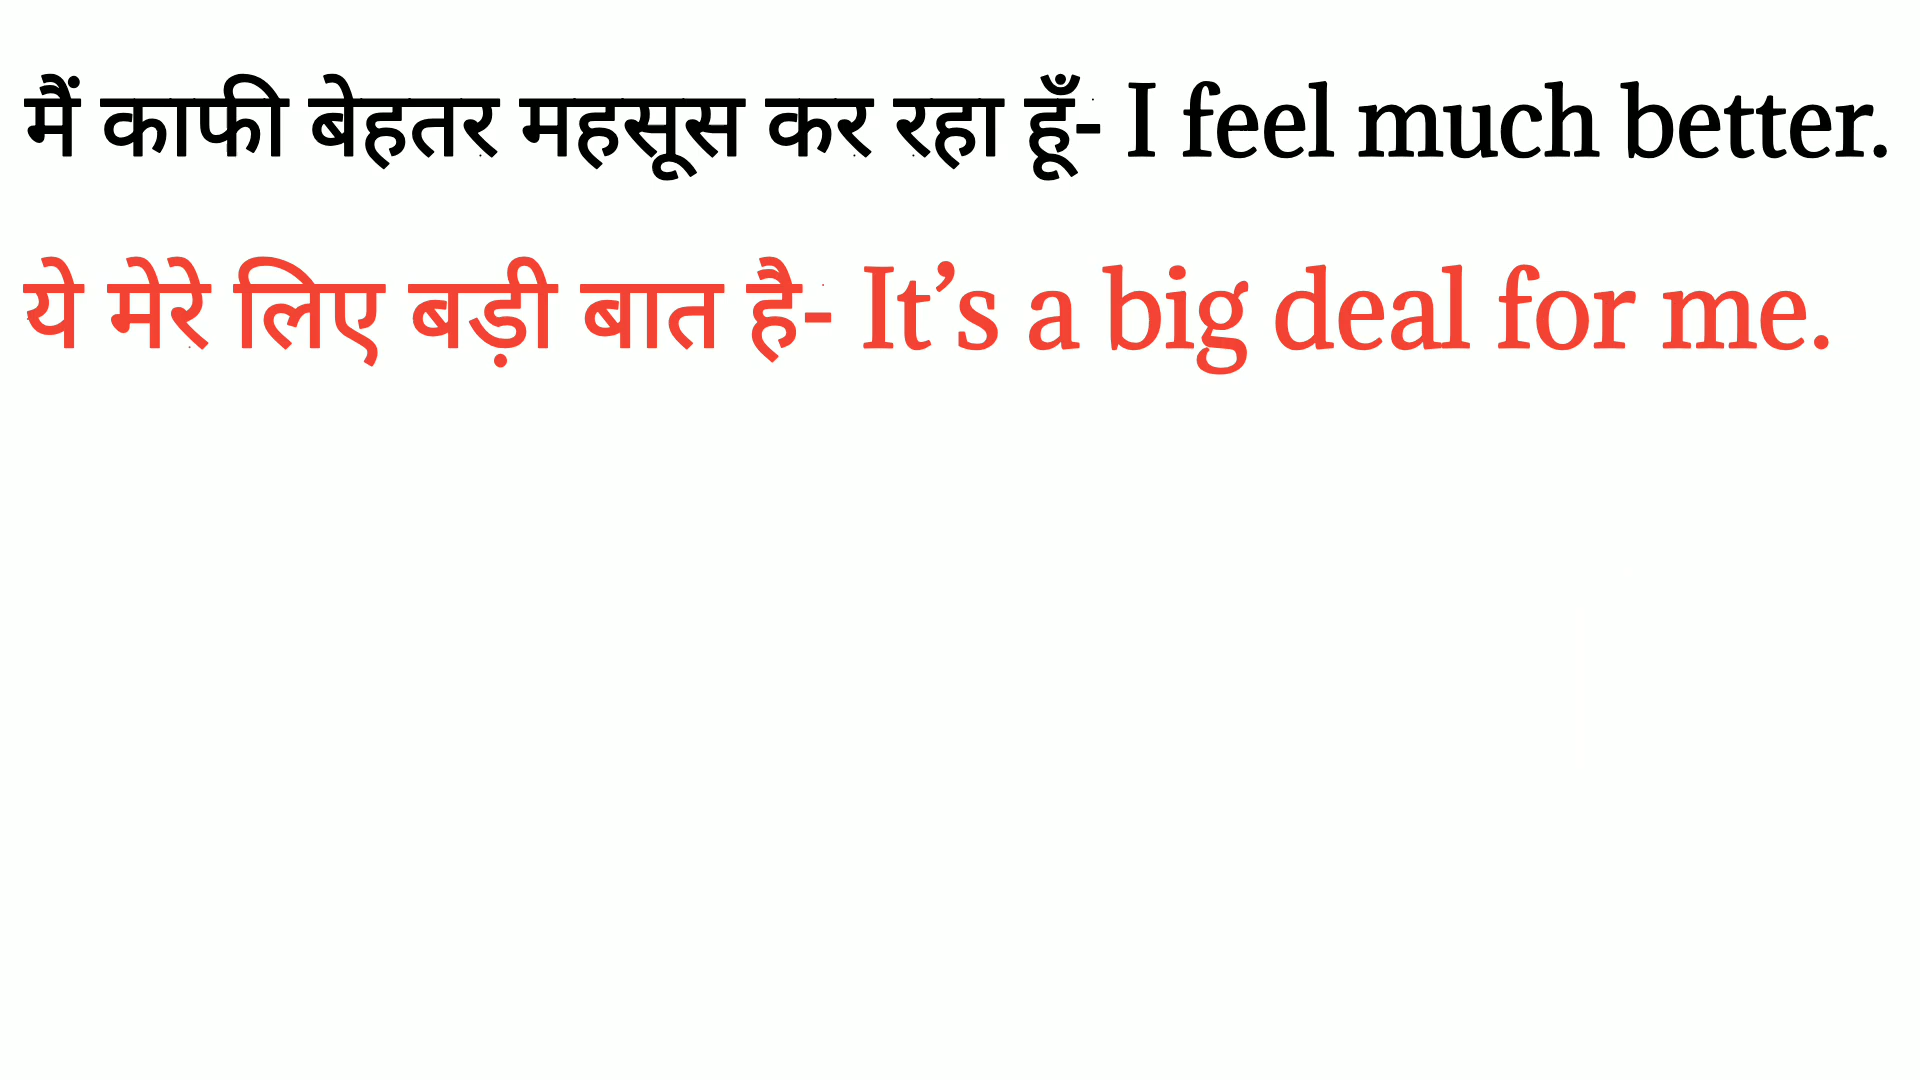 मैं काफी बेहतर महसूस कर रहा हूँ- I feel much better.
ये मेरे लिए बड़ी बात है- It’s a big deal for me.